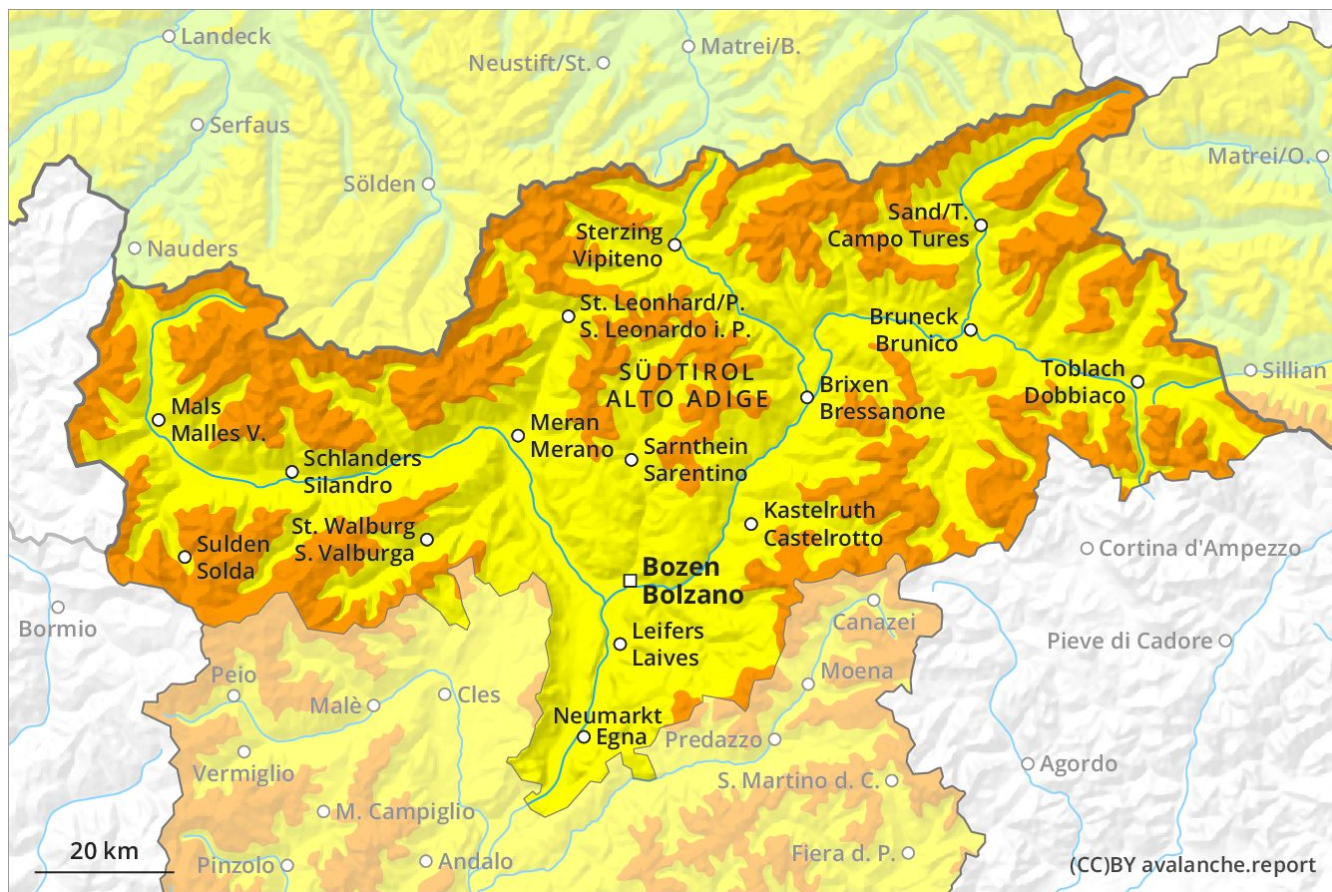 Landeck
Neustift/St.
Matrei/B.
Serfaus
Matrei/O.
Sölden
Nauders
Sterzing
Vipiteno
Sand/T.
Campo Tures
St. Leonhard/P.
S. Leonardo i. P.
Bruneck
Brunico
SÜDTIROL
ALTO ADIGE
Toblach
Dobbiaco
Sillian
Mals
Malles V.
Meran
Merano
Brixen
Bressanone
Sarnthein
Sarentino
Schlanders
Silandro
St. Walburg
S. Valburga
Kastelruth
Castelrotto
Sulden
Solda
Cortina d'Ampezzo
Bozen
Bolzano
Bormio
Canazei
Leifers
Laives
Pieve di Cadore
Peio
Moena
Malè
Cles
Neumarkt
Egna
Predazzo
Vermiglio
Agordo
S. Martino d. C.
M. Campiglio
20 km
Pinzolo
Andalo
Fiera d. P.
(CC)BY avalanche.report